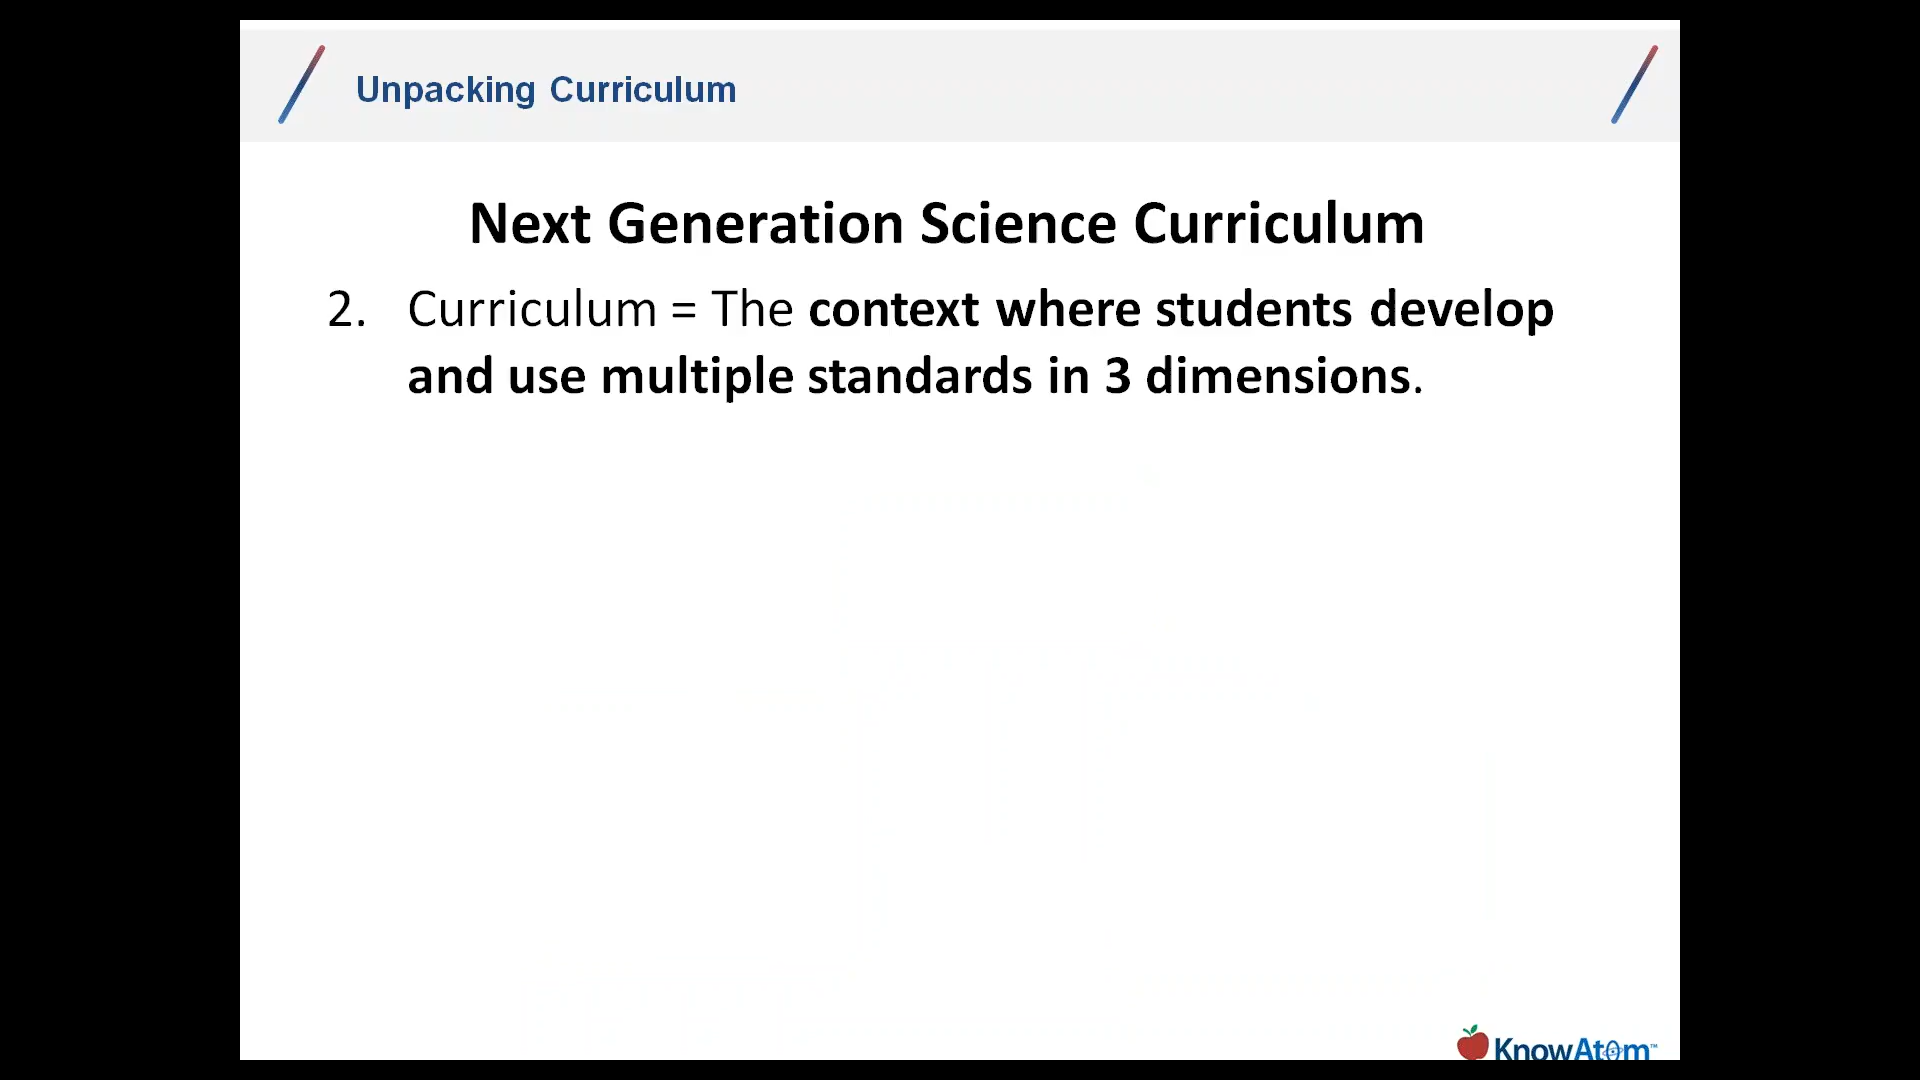 Unpacking Curriculum
Next Generation Science Curriculum
2. Curriculum = The context where students develop
and use multiple standards in 3 dimensions.
KnowAtom™